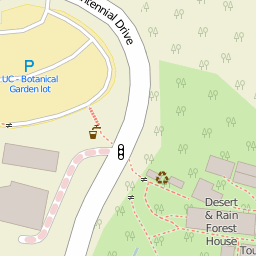 ntennial Drive
P
UC - Botanical
Garden lot
Desert
& Rain
Forest
House
Tou